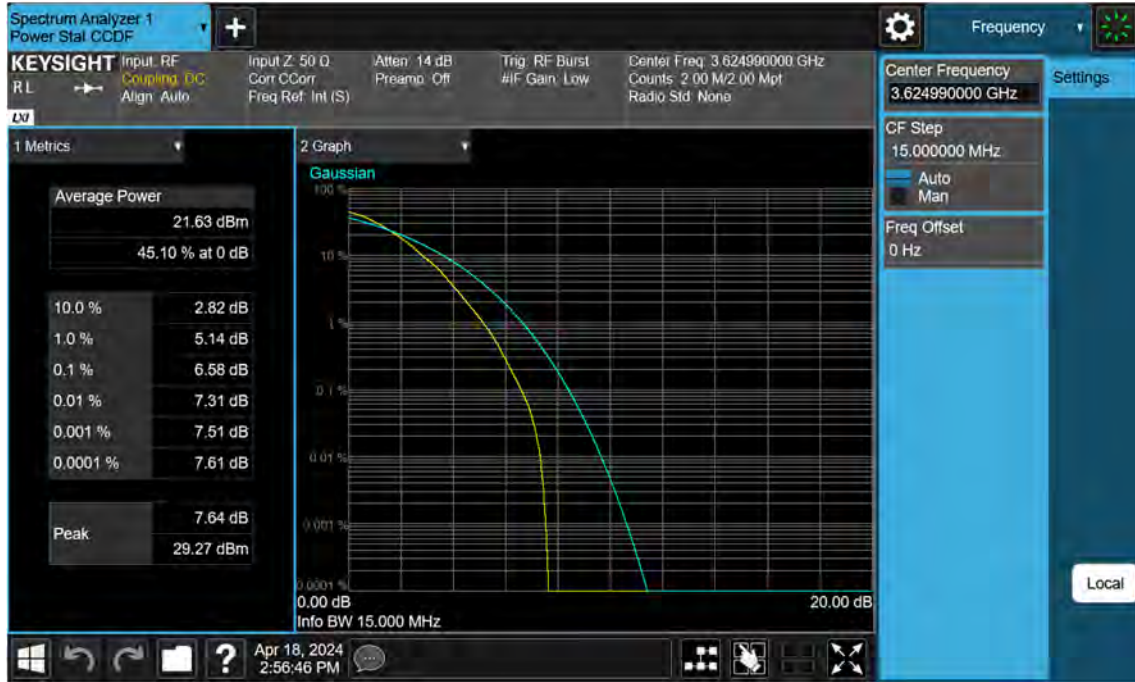 Spectrum Analyzer 1
Power Stat CCDF
+
Frequency
KEYSIGHT
RL
LXI
Input: RF
Coupling: DC
Align: Auto
Input Z: 50 Ω
Corr CCorr
Freq Ref: Int (S)
Atten: 14 dB
Preamp: Off
Trig: RF Burst
#IF Gain: Low
Center Freq: 3.624990000 GHz
Counts: 2.00 M/2.00 Mpt
Radio Std: None
Center Frequency
3.624990000 GHz
Settings
CF Step
15.000000 MHz
Auto
Man
Freq Offset
0 Hz
1 Metrics
Average Power
21.63 dBm
45.10 % at 0 dB
10.0 % 2.82 dB
1.0 % 5.14 dB
0.1 % 6.58 dB
0.01 % 7.31 dB
0.001 % 7.51 dB
0.0001 % 7.61 dB
Peak
7.64 dB
29.27 dBm
2 Graph
Gaussian
100 %
10 %
1 %
0.1 %
0.01 %
0.001 %
0.0001 %
0.00 dB 20.00 dB
Info BW 15.000 MHz
Local
?
Apr 18, 2024
2:56:46 PM